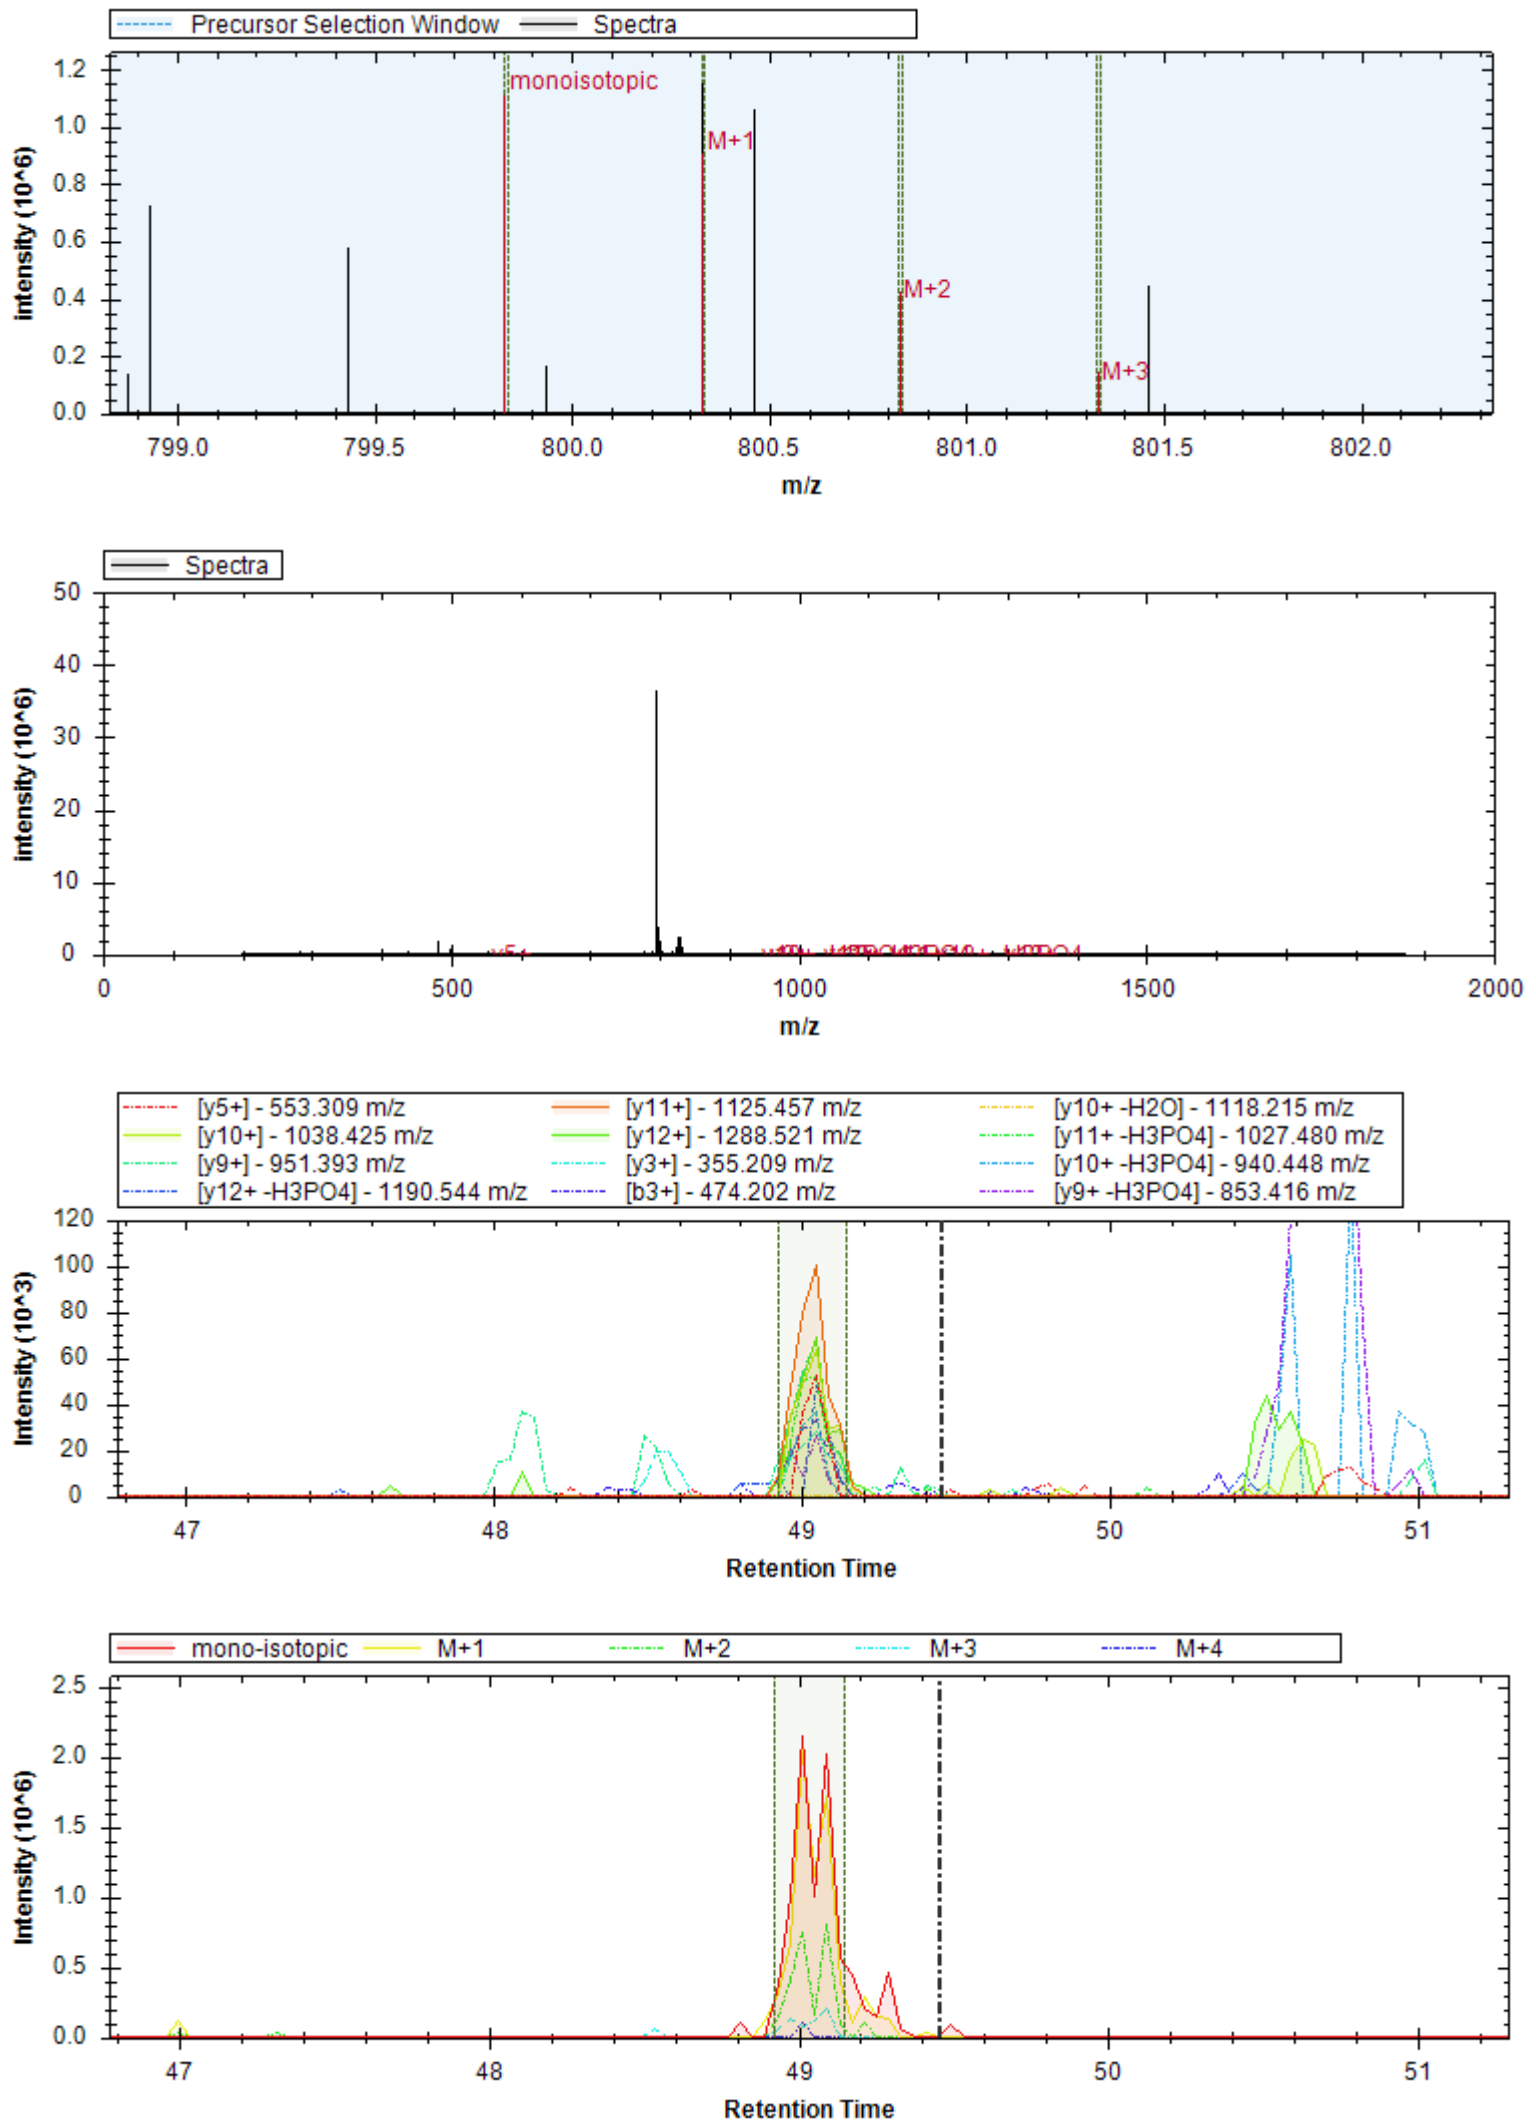 Precursor Selection Window Spectra
1.2
monoisotopic
1.0
M+1
0.8
0.6
0.4
M+2
0.2
M+3
0.0
intensity (10^6)
799.0 799.5 800.0 800.5 801.0 801.5 802.0
m/z
Spectra
50
40
30
20
10
0
y5+
intensity (10^6)
0 500 1000 1500 2000
m/z
[y5+] - 553.309 m/z [y11+] - 1125.457 m/z [y10+ -H2O] - 1118.215 m/z
[y10+] - 1038.425 m/z [y12+] - 1288.521 m/z [y11+ -H3PO4] - 1027.480 m/z
[y9+] - 951.393 m/z [y3+] - 355.209 m/z [y10+ -H3PO4] - 940.448 m/z
[y12+ -H3PO4] - 1190.544 m/z [b3+] - 474.202 m/z [y9+ -H3PO4] - 853.416 m/z
120
100
80
60
40
20
0
Intensity (10^3)
47 48 49 50 51
Retention Time
mono-isotopic M+1 M+2 M+3 M+4
2.5
2.0
1.5
1.0
0.5
0.0
Intensity (10^6)
47 48 49 50 51
Retention Time